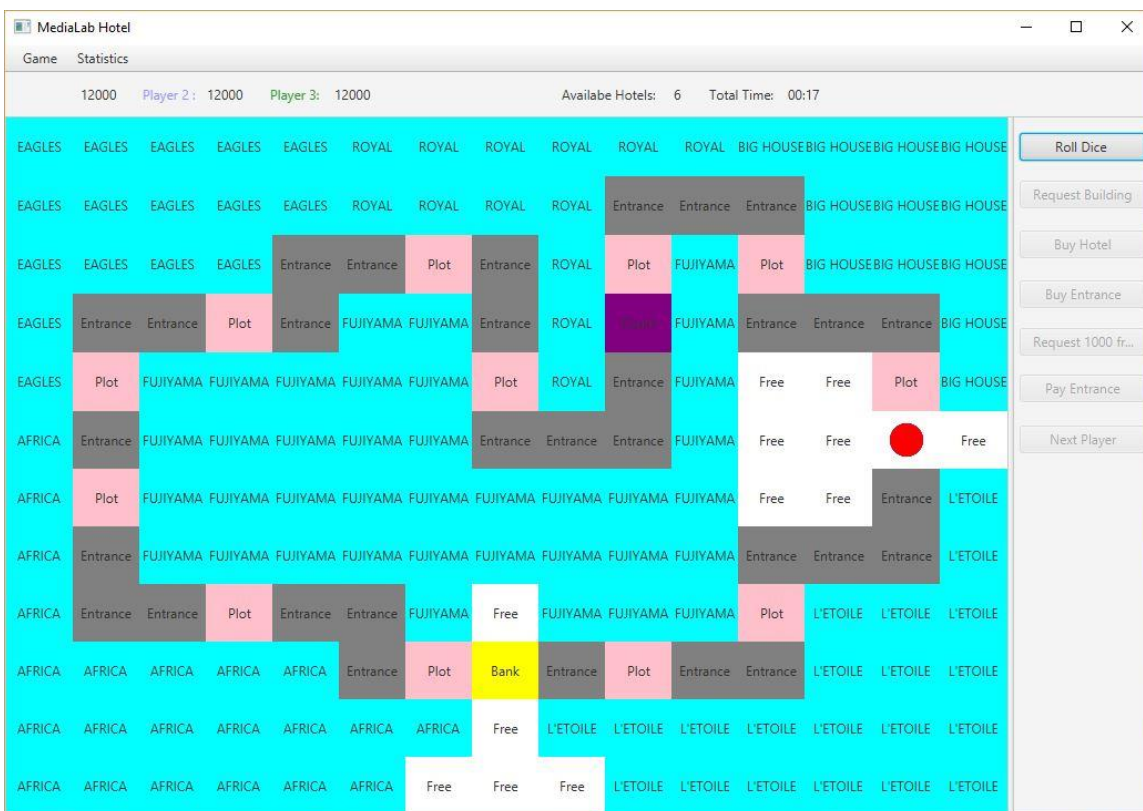 MediaLab Hotel
Game Statistics
12000 Player 2 : 12000 Player 3: 12000 Availabe Hotels: 6 Total Time: 00:17
EAGLES EAGLES EAGLES EAGLES EAGLES ROYAL ROYAL ROYAL ROYAL ROYAL ROYAL BIG HOUSE BIG HOUSE BIG HOUSE BIG HOUSE Roll Dice
EAGLES EAGLES EAGLES EAGLES EAGLES ROYAL ROYAL ROYAL ROYAL Entrance Entrance Entrance BIG HOUSE BIG HOUSE BIG HOUSE Request Building
EAGLES EAGLES EAGLES EAGLES Entrance Entrance Plot Entrance ROYAL Plot FUJIYAMA Plot BIG HOUSE BIG HOUSE BIG HOUSE Buy Hotel
EAGLES Entrance Entrance Plot Entrance FUJIYAMA FUJIYAMA Entrance ROYAL FUJIYAMA Entrance Entrance Entrance BIG HOUSE Buy Entrance
Request 1000 fr...
EAGLES Plot FUJIYAMA FUJIYAMA FUJIYAMA FUJIYAMA FUJIYAMA Plot ROYAL Entrance FUJIYAMA Free Free Plot BIG HOUSE Pay Entrance
AFRICA Entrance FUJIYAMA FUJIYAMA FUJIYAMA FUJIYAMA FUJIYAMA Entrance Entrance Entrance FUJIYAMA Free Free Free Next Player
AFRICA Plot FUJIYAMA FUJIYAMA FUJIYAMA FUJIYAMA FUJIYAMA FUJIYAMA FUJIYAMA FUJIYAMA FUJIYAMA Free Free Entrance L'ETOILE
AFRICA Entrance FUJIYAMA FUJIYAMA FUJIYAMA FUJIYAMA FUJIYAMA FUJIYAMA FUJIYAMA FUJIYAMA FUJIYAMA Entrance Entrance Entrance L'ETOILE
AFRICA Entrance Entrance Plot Entrance Entrance FUJIYAMA Free FUJIYAMA FUJIYAMA FUJIYAMA Plot L'ETOILE L'ETOILE L'ETOILE
AFRICA AFRICA AFRICA AFRICA AFRICA Entrance Plot Bank Entrance Plot Entrance Entrance L'ETOILE L'ETOILE L'ETOILE
AFRICA AFRICA AFRICA AFRICA AFRICA AFRICA AFRICA Free L'ETOILE L'ETOILE L'ETOILE L'ETOILE L'ETOILE L'ETOILE L'ETOILE
AFRICA AFRICA AFRICA AFRICA AFRICA AFRICA Free Free Free L'ETOILE L'ETOILE L'ETOILE L'ETOILE L'ETOILE L'ETOILE